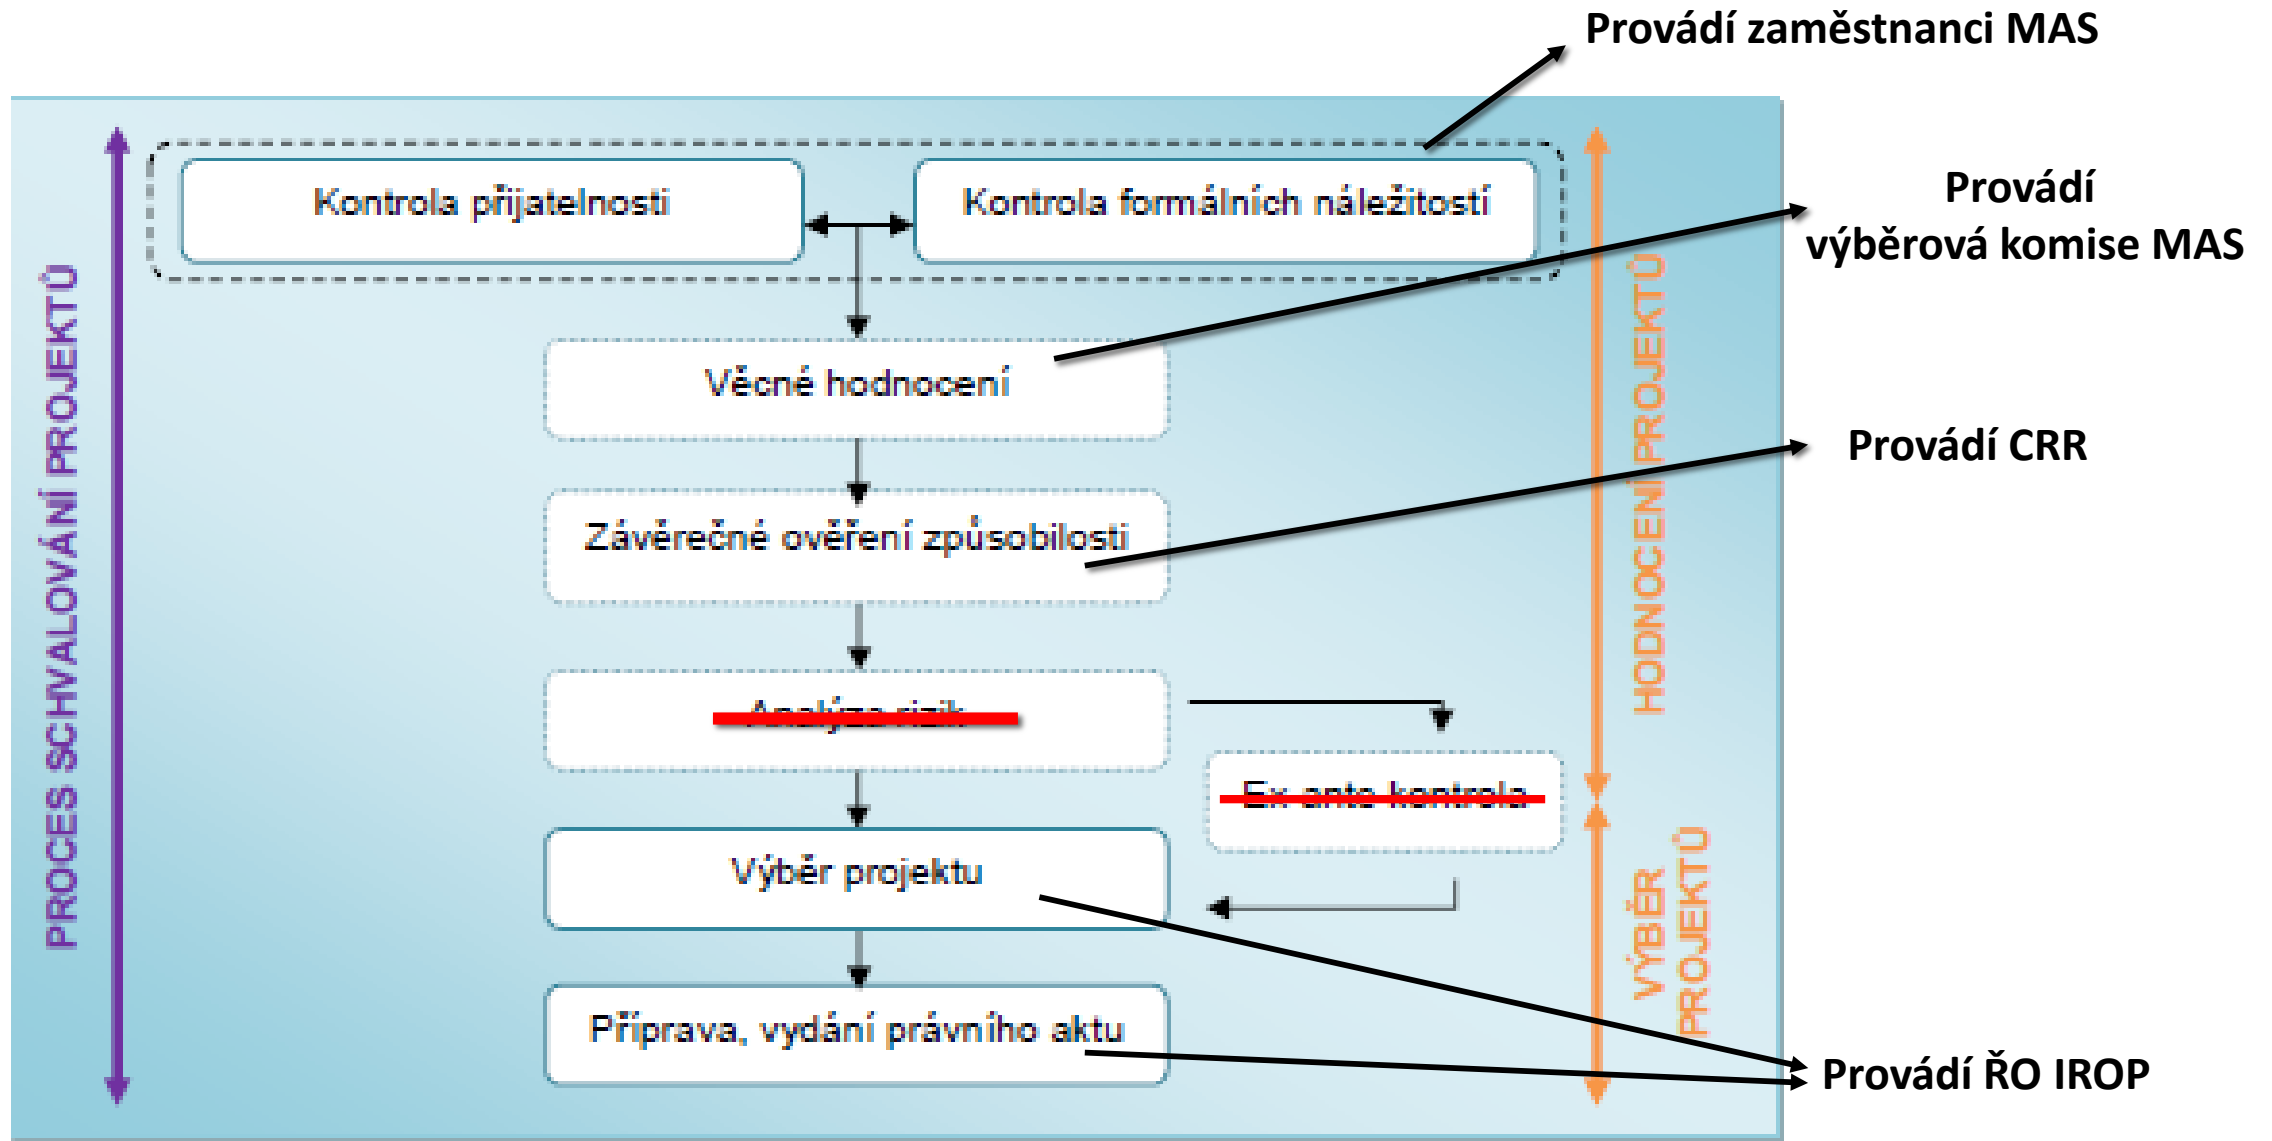 Provádí zaměstnanci MAS
Kontrola přijatelnosti
Kontrola formálních náležitostí
Provádí
výběrová komise MAS
Věcné hodnocení
Provádí CRR
Závěrečné ověření způsobilosti
Analýza rizik
Ex-ante kontrola
Výběr projektu
Příprava, vydání právního aktu
Provádí ŘO IROP
PROCES SCHVALOVÁNÍ PROJEKTŮ
HODNOCENÍ PROJEKTŮ
VÝBĚR
PROJEKTŮ